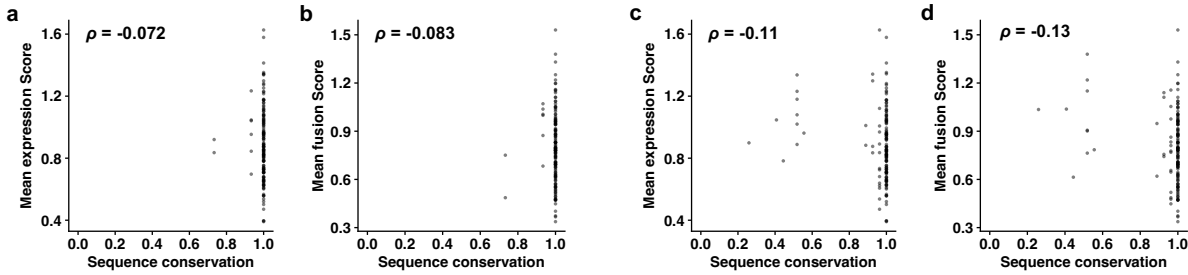 a
ρ = -0.072
Mean expression Score
1.6
1.2
0.8
0.4
0.0 0.2 0.4 0.6 0.8 1.0
Sequence conservation
b
ρ = -0.083
Mean fusion Score
1.5
1.2
0.9
0.6
0.3
0.0 0.2 0.4 0.6 0.8 1.0
Sequence conservation
c
ρ = -0.11
Mean expression Score
1.6
1.2
0.8
0.4
0.0 0.2 0.4 0.6 0.8 1.0
Sequence conservation
d
ρ = -0.13
Mean fusion Score
1.5
1.2
0.9
0.6
0.3
0.0 0.2 0.4 0.6 0.8 1.0
Sequence conservation